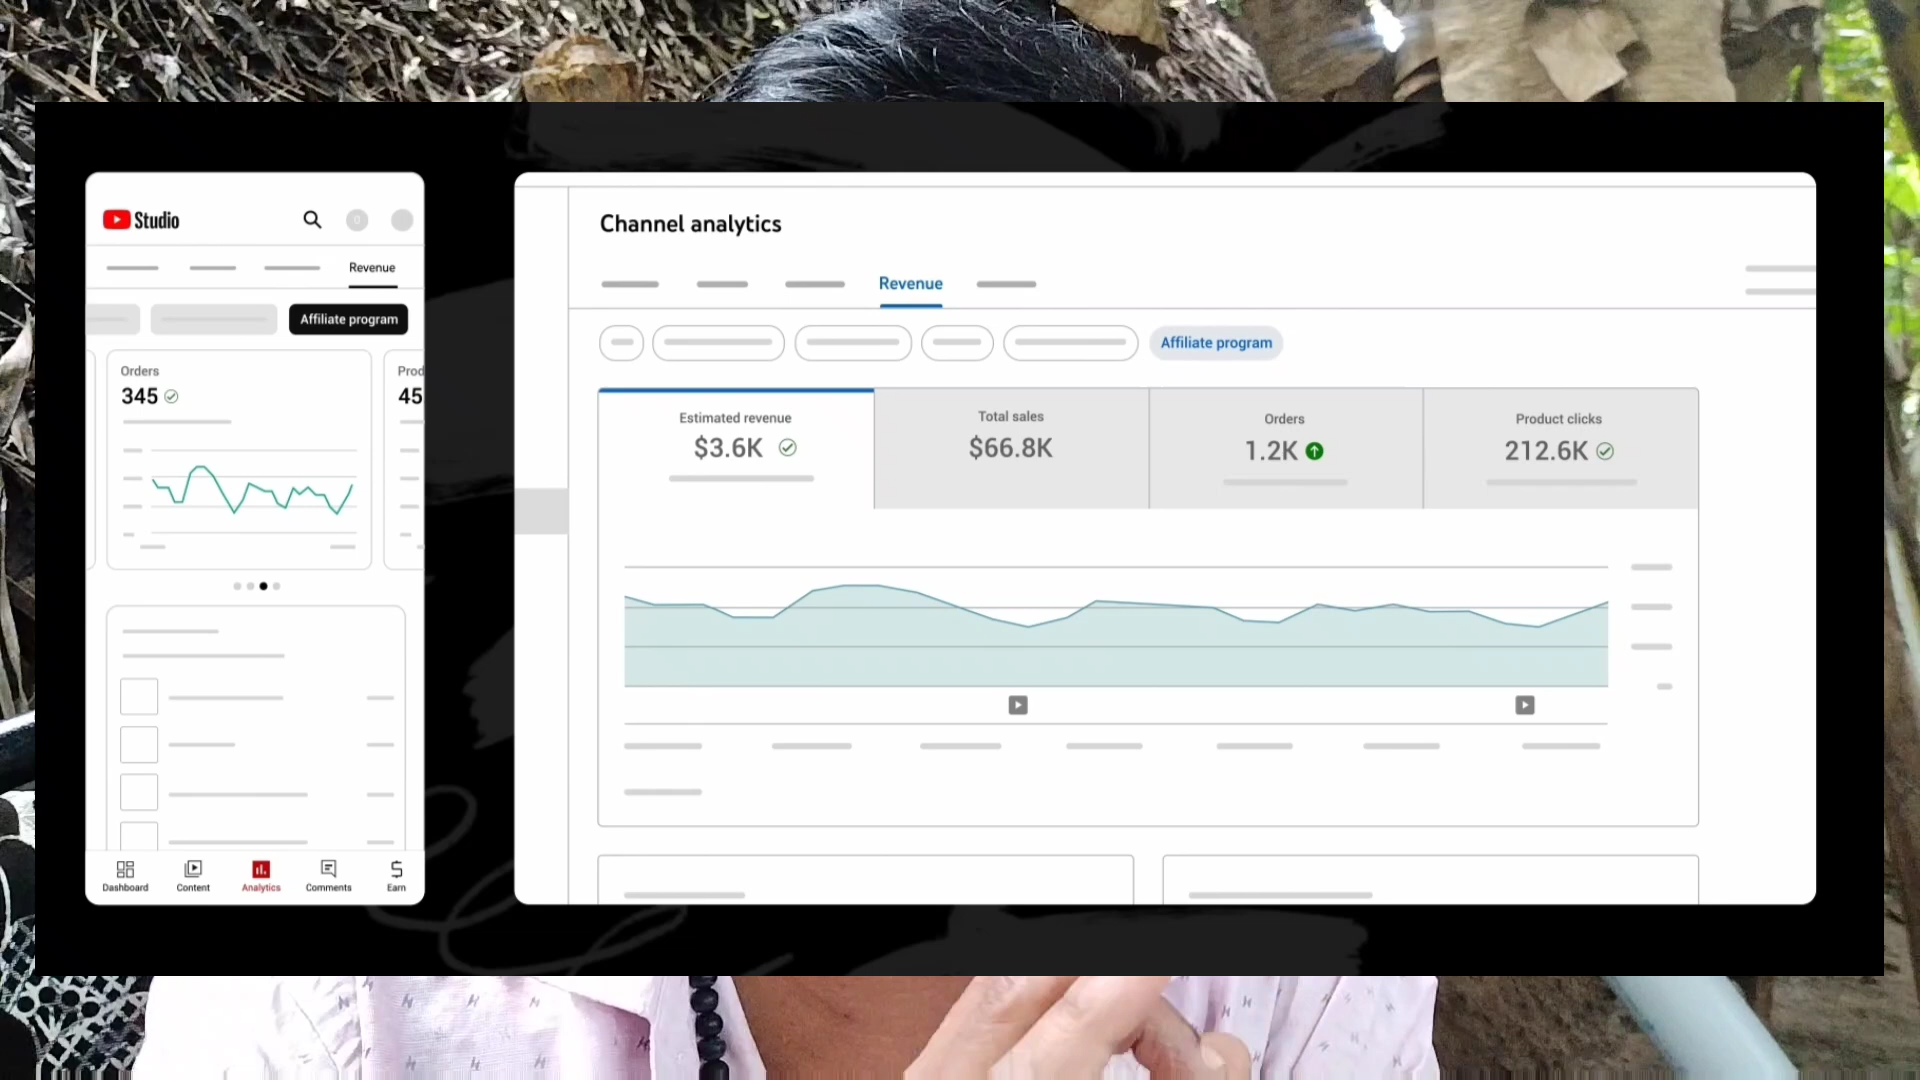 Studio
Revenue
Affiliate program
Orders
345
Prod
45
Dashboard
Content
Analytics
Comments
Earn
Channel analytics
Revenue
Affiliate program
Estimated revenue
$3.6K
Total sales
$66.8K
Orders
1.2K
Product clicks
212.6K